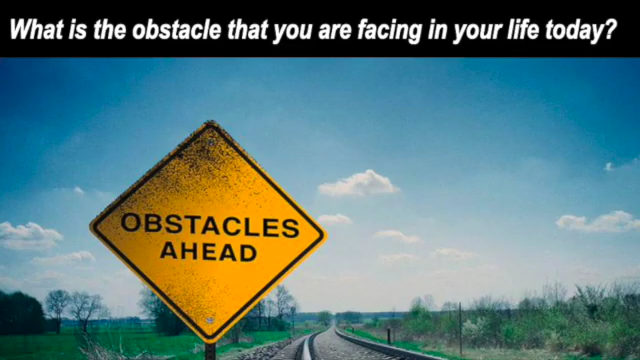 What is the obstacle that you are facing in your life today?
OBSTACLES
AHEAD